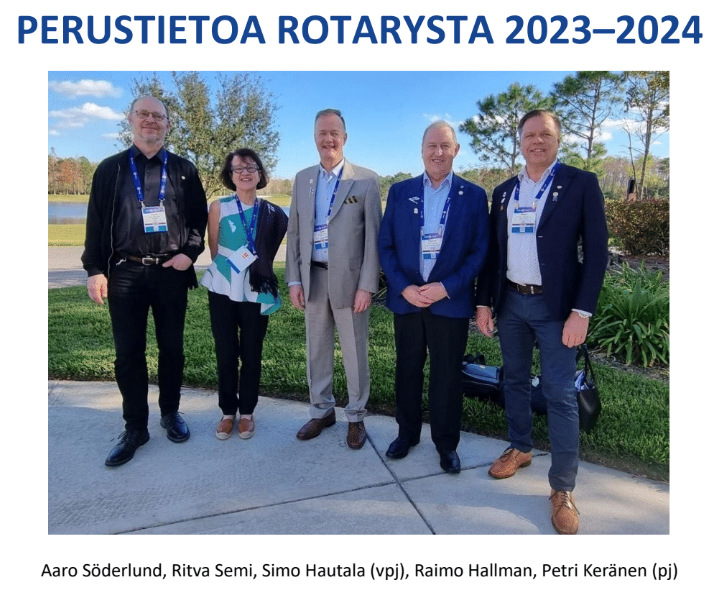 PERUSTIETOA ROTARYSTA 2023–2024
Aaro Söderlund, Ritva Semi, Simo Hautala (vpj), Raimo Hallman, Petri Keränen (pj)